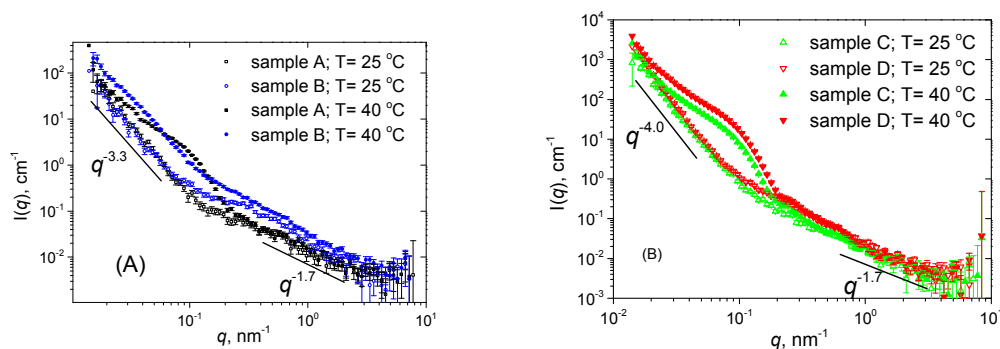 sample A; T= 25 °C
sample B; T= 25 °C
sample A; T= 40 °C
sample B; T= 40 °C
10²
10¹
10⁰
10⁻¹
10⁻²
I(q), cm⁻¹
q⁻³·³
q⁻¹·⁷
(A)
10⁻¹
10⁰
10¹
q, nm⁻¹
sample C; T= 25 °C
sample D; T= 25 °C
sample C; T= 40 °C
sample D; T= 40 °C
10⁴
10³
10²
10¹
10⁰
10⁻¹
10⁻²
10⁻³
I(q), cm⁻¹
q⁻⁴·⁰
q⁻¹·⁷
(B)
10⁻²
10⁻¹
10⁰
10¹
q, nm⁻¹